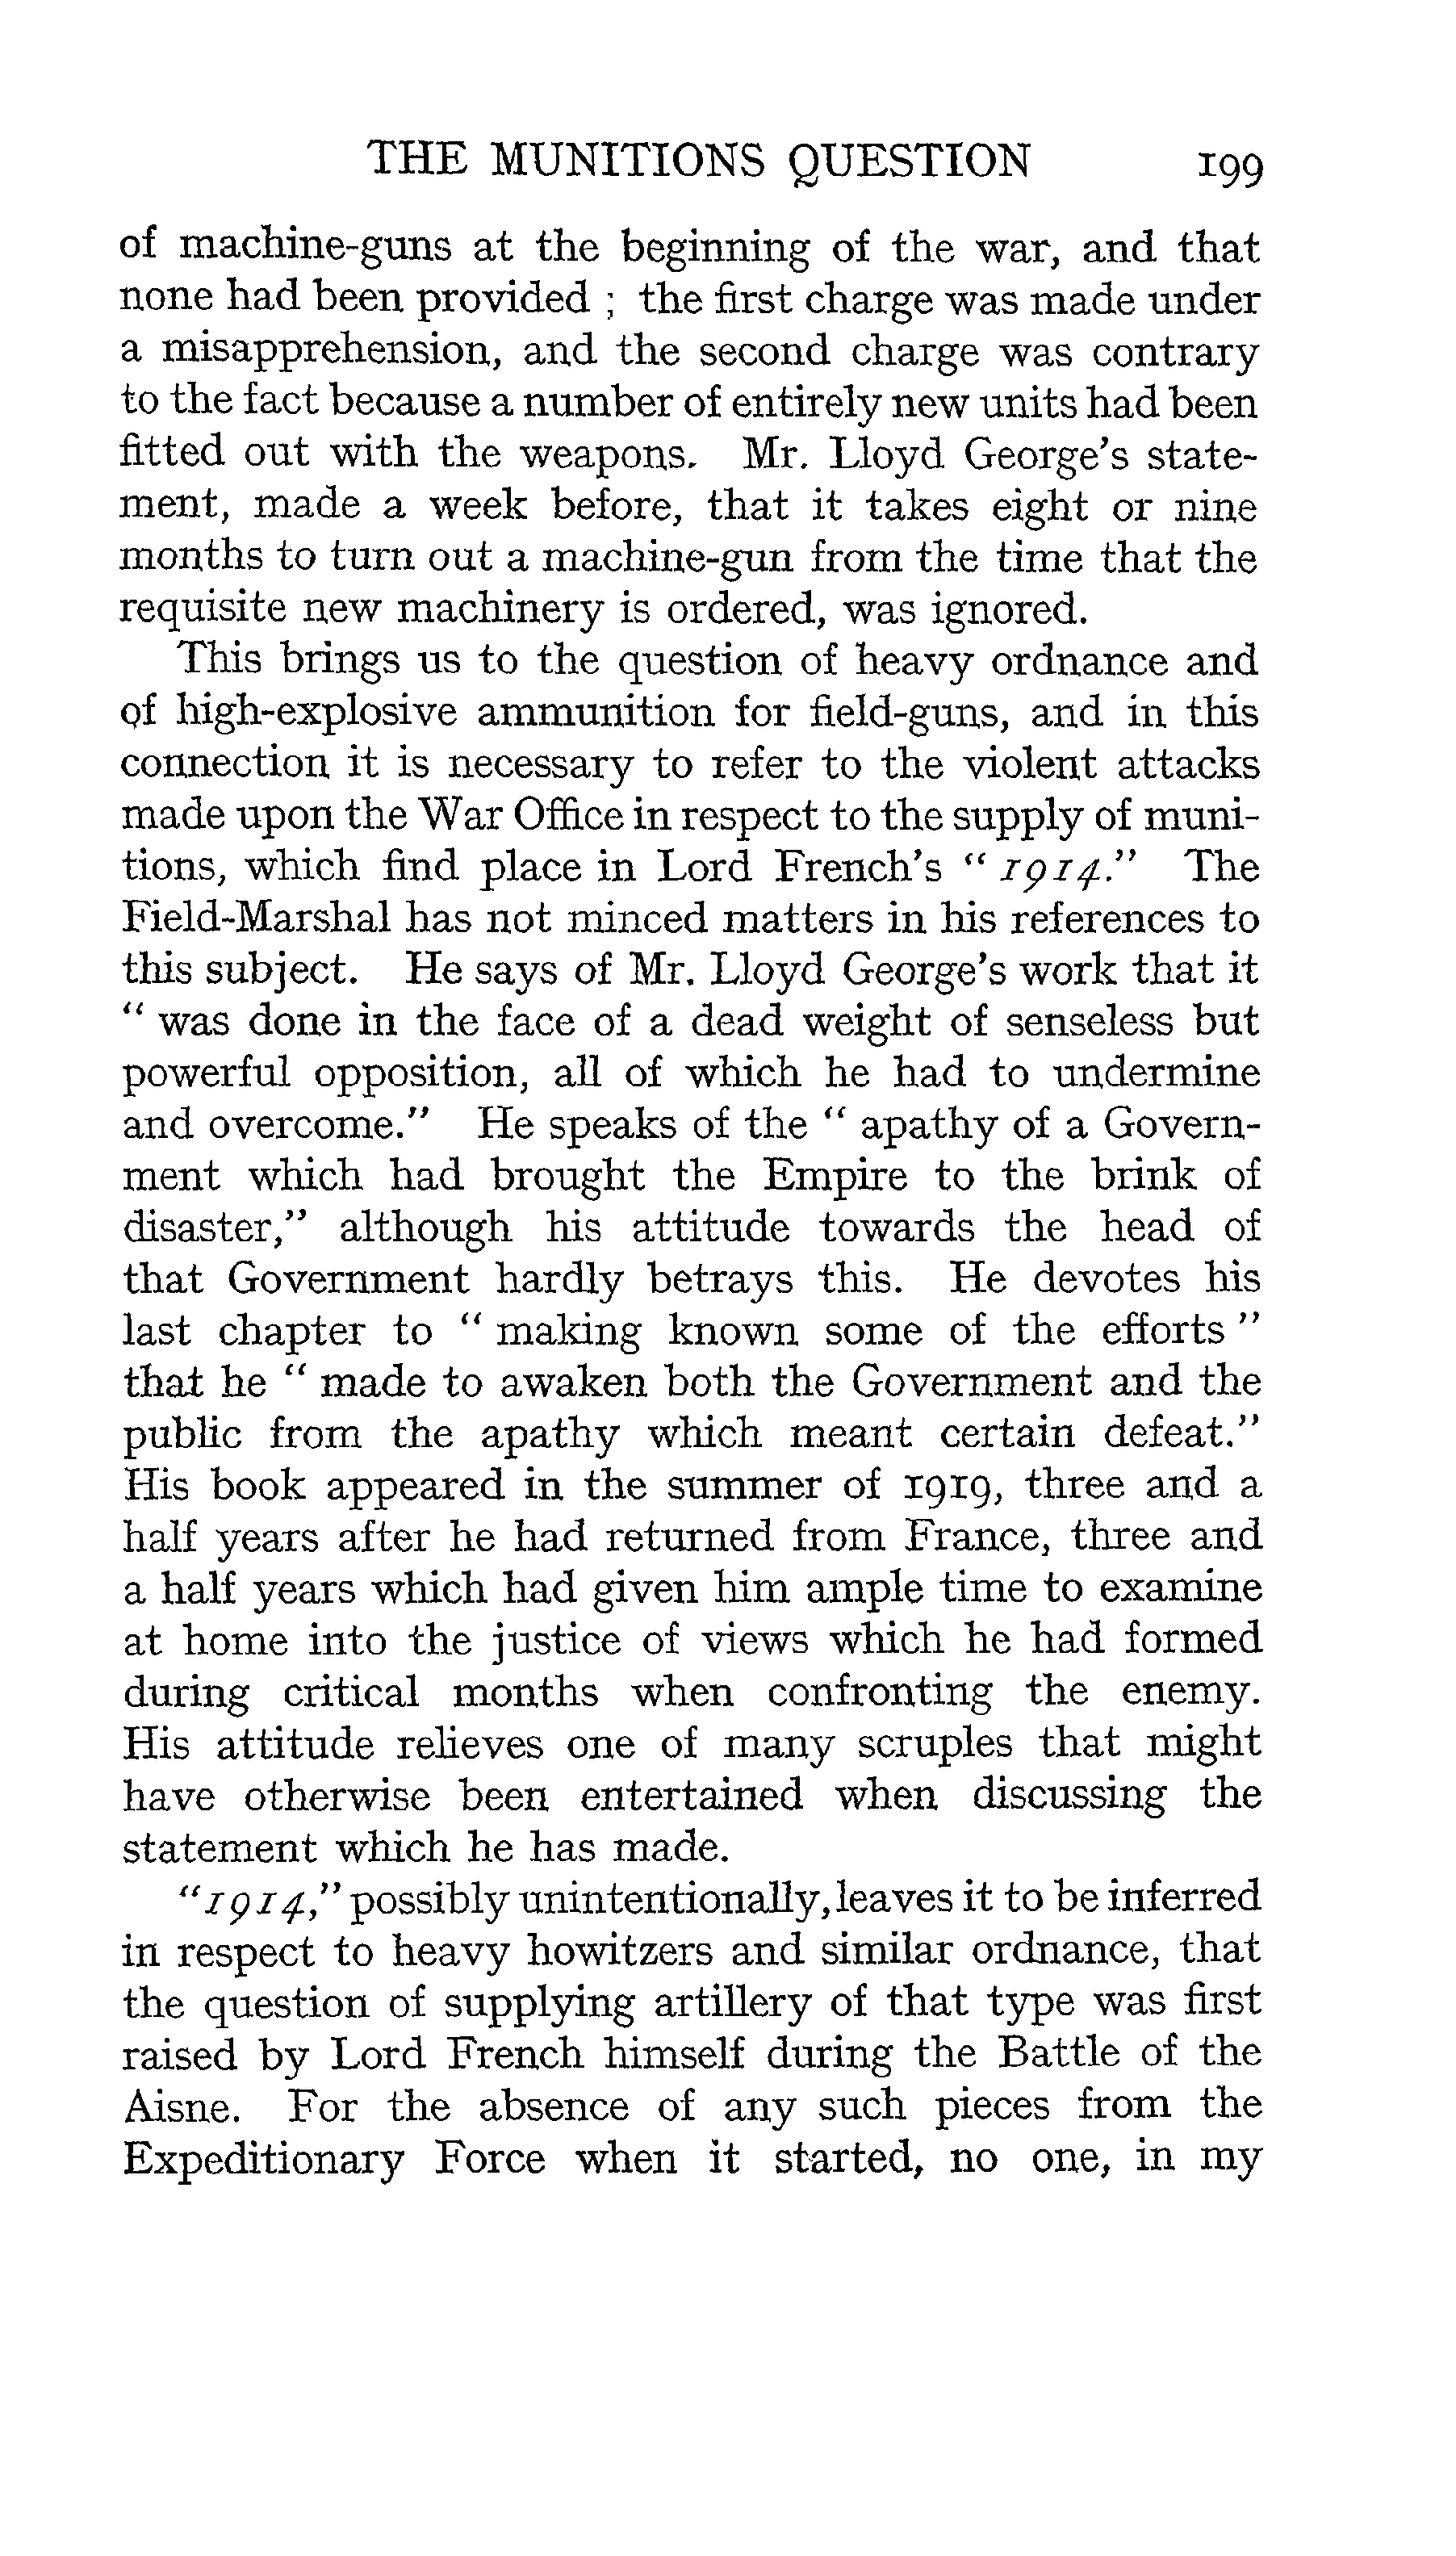 THE MUNITIONS QUESTION 199
of machine-guns at the beginning of the war, and that
none had been provided ; the first charge was made under
a misapprehension, and the second charge was contrary
to the fact because a number of entirely new units had been
fitted out with the weapons. Mr. Lloyd George's state-
ment, made a week before, that it takes eight or nine
months to turn out a machine-gun from the time that the
requisite new machinery is ordered, was ignored.
This brings us to the question of heavy ordnance and
of high-explosive ammunition for field-guns, and in this
connection it is necessary to refer to the violent attacks
made upon the War Office in respect to the supply of muni-
tions, which find place in Lord French's " 1914." The
Field-Marshal has not minced matters in his references to
this subject. He says of Mr. Lloyd George's work that it
" was done in the face of a dead weight of senseless but
powerful opposition, all of which he had to undermine
and overcome." He speaks of the " apathy of a Govern-
ment which had brought the Empire to the brink of
disaster," although his attitude towards the head of
that Government hardly betrays this. He devotes his
last chapter to " making known some of the efforts "
that he " made to awaken both the Government and the
public from the apathy which meant certain defeat."
His book appeared in the summer of 1919, three and a
half years after he had returned from France, three and
a half years which had given him ample time to examine
at home into the justice of views which he had formed
during critical months when confronting the enemy.
His attitude relieves one of many scruples that might
have otherwise been entertained when discussing the
statement which he has made.
"1914," possibly unintentionally, leaves it to be inferred
in respect to heavy howitzers and similar ordnance, that
the question of supplying artillery of that type was first
raised by Lord French himself during the Battle of the
Aisne. For the absence of any such pieces from the
Expeditionary Force when it started, no one, in my